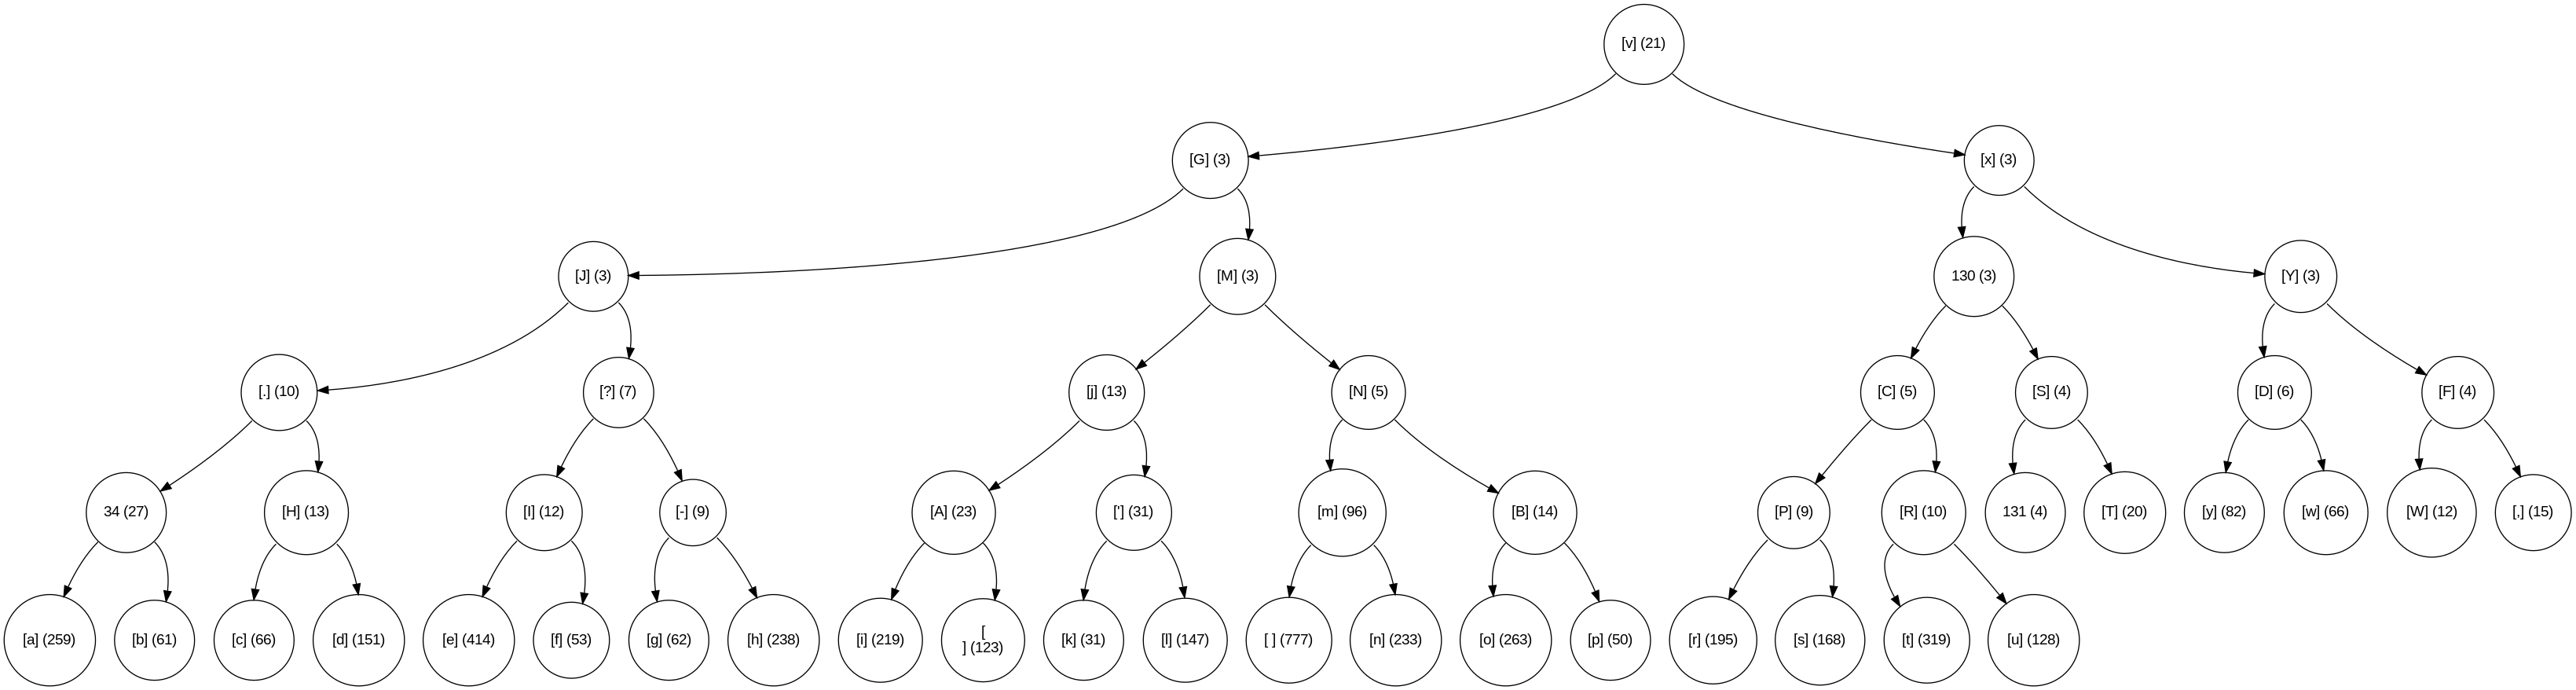 [v] (21)
[G] (3)
[x] (3)
[J] (3)
[M] (3)
130 (3)
[Y] (3)
[.] (10)
[?] (7)
[j] (13)
[N] (5)
[C] (5)
[S] (4)
[D] (6)
[F] (4)
34 (27)
[H] (13)
[I] (12)
[-] (9)
[A] (23)
['] (31)
[m] (96)
[B] (14)
[P] (9)
[R] (10)
131 (4)
[T] (20)
[y] (82)
[w] (66)
[W] (12)
[,] (15)
[a] (259)
[b] (61)
[c] (66)
[d] (151)
[e] (414)
[f] (53)
[g] (62)
[h] (238)
[i] (219)
[
] (123)
[k] (31)
[l] (147)
[ ] (777)
[n] (233)
[o] (263)
[p] (50)
[r] (195)
[s] (168)
[t] (319)
[u] (128)